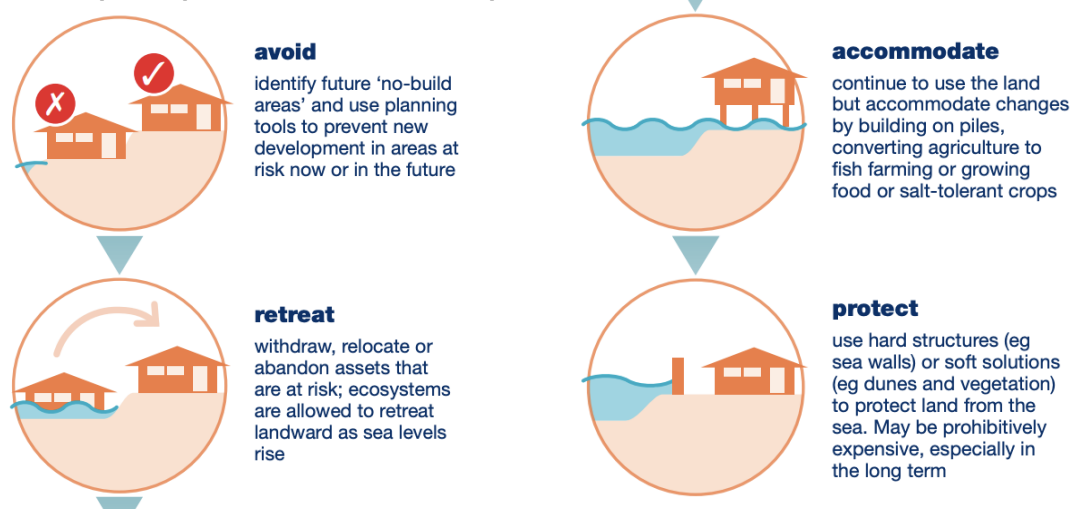 avoid
identify future ‘no-build
areas’ and use planning
tools to prevent new
development in areas at
risk now or in the future
retreat
withdraw, relocate or
abandon assets that
are at risk; ecosystems
are allowed to retreat
landward as sea levels
rise
accommodate
continue to use the land
but accommodate changes
by building on piles,
converting agriculture to
fish farming or growing
food or salt-tolerant crops
protect
use hard structures (eg
sea walls) or soft solutions
(eg dunes and vegetation)
to protect land from the
sea. May be prohibitively
expensive, especially in
the long term